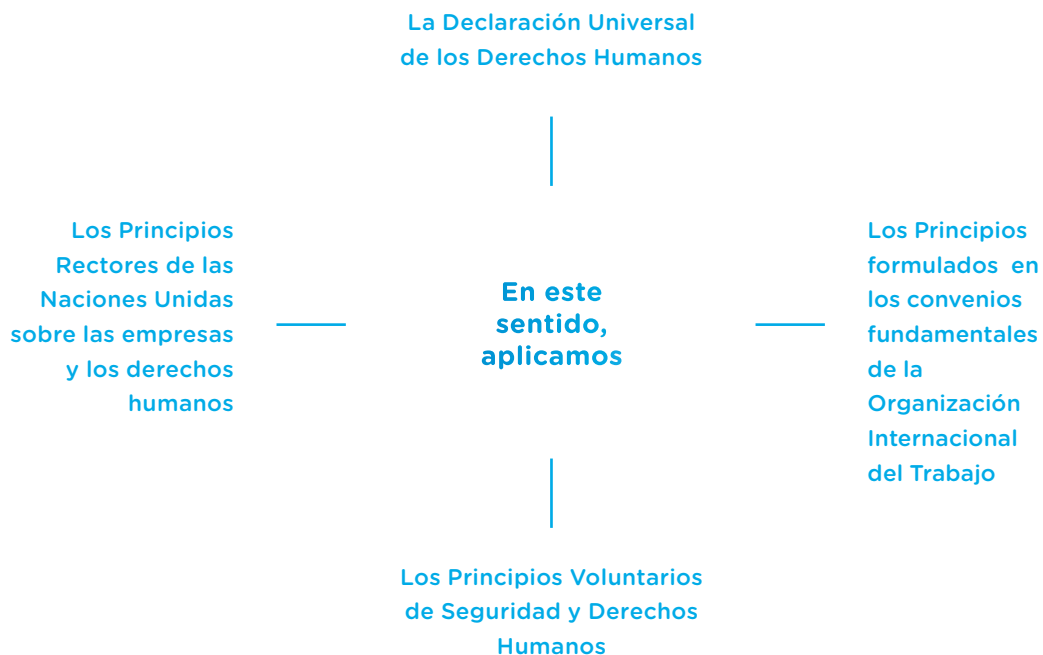 La Declaración Universal
de los Derechos Humanos
Los Principios
Rectores de las
Naciones Unidas
sobre las empresas
y los derechos
humanos
En este
sentido,
aplicamos
Los Principios
formulados  en
los convenios
fundamentales
de la
Organización
Internacional
del Trabajo
Los Principios Voluntarios
de Seguridad y Derechos
Humanos